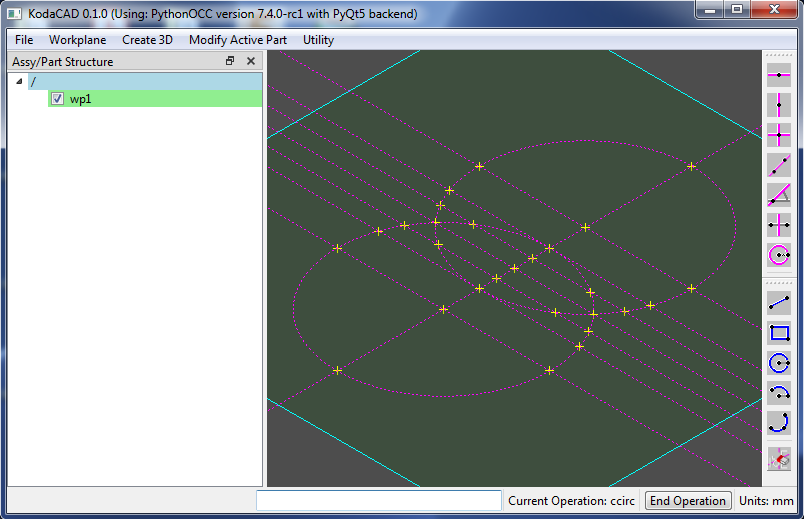 KodaCAD 0.1.0 (Using: PythonOCC version 7.4.0-rc1 with PyQt5 backend)
File Workplane Create 3D Modify Active Part Utility
Assy/Part Structure
/
wp1
Current Operation: ccirc End Operation Units: mm